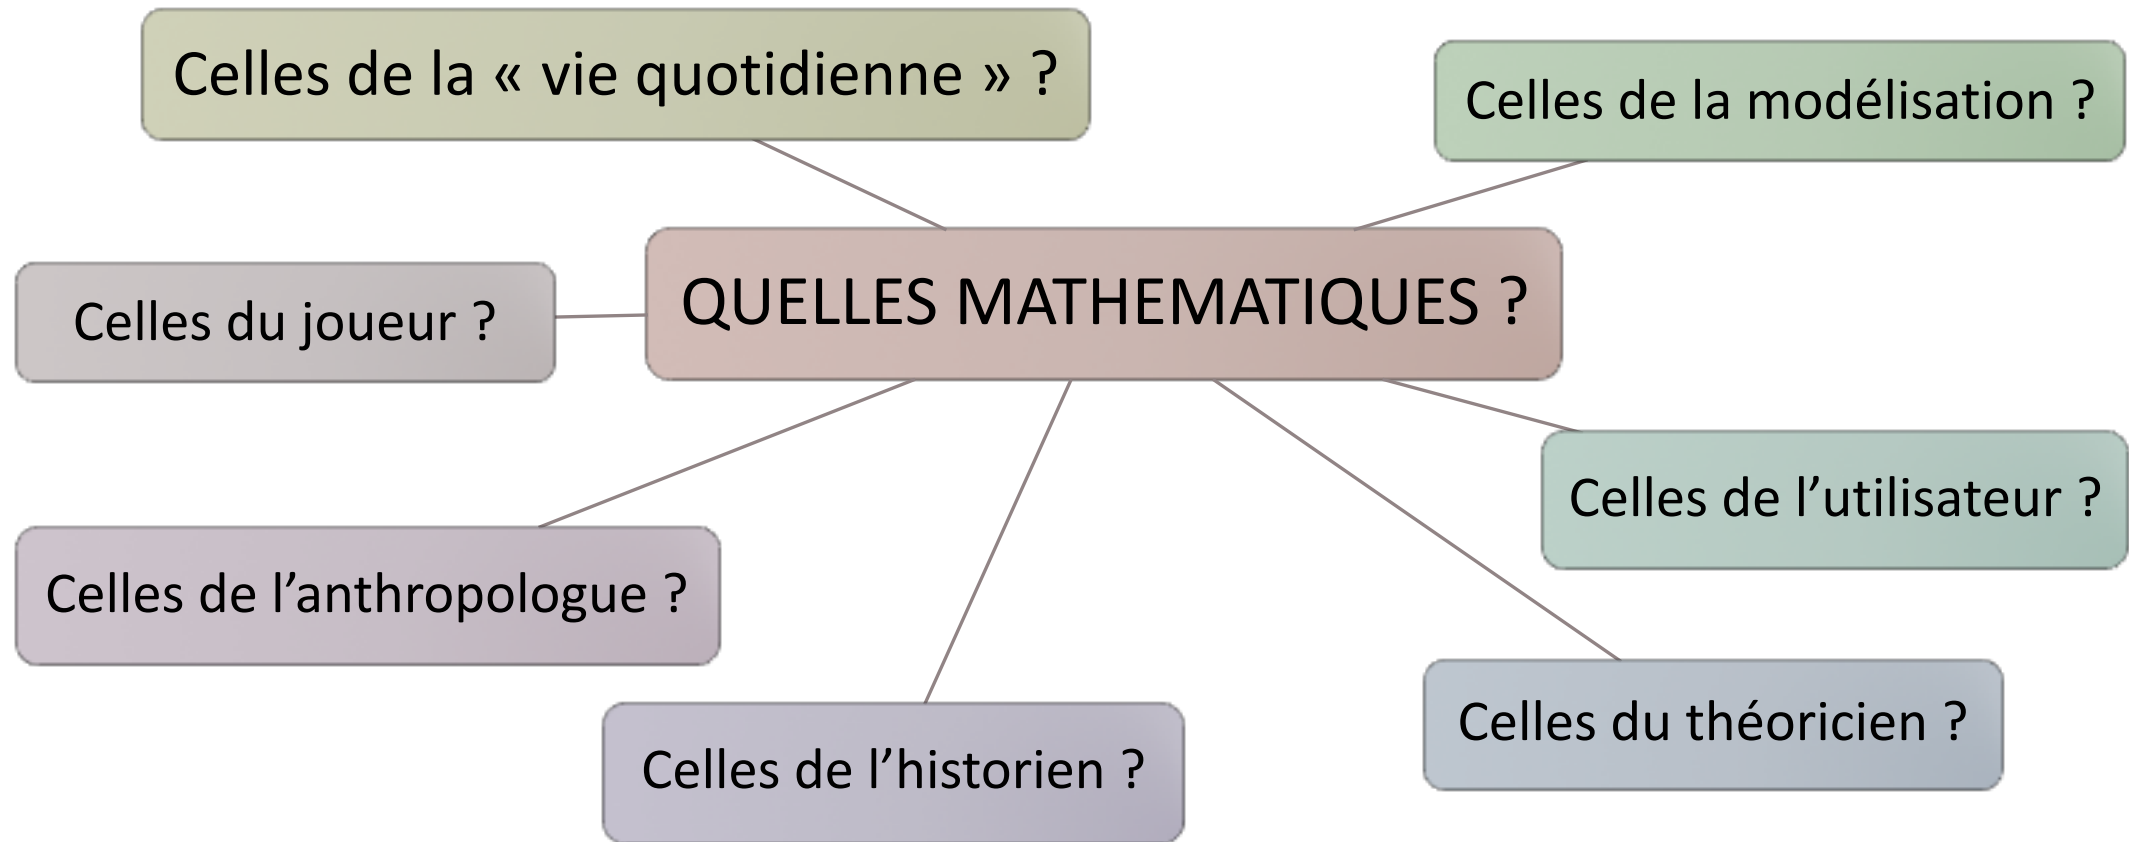 Celles de la « vie quotidienne » ?
Celles de la modélisation ?
QUELLES MATHEMATIQUES ?
Celles du joueur ?
Celles de l’utilisateur ?
Celles de l’anthropologue ?
Celles du théoricien ?
Celles de l’historien ?